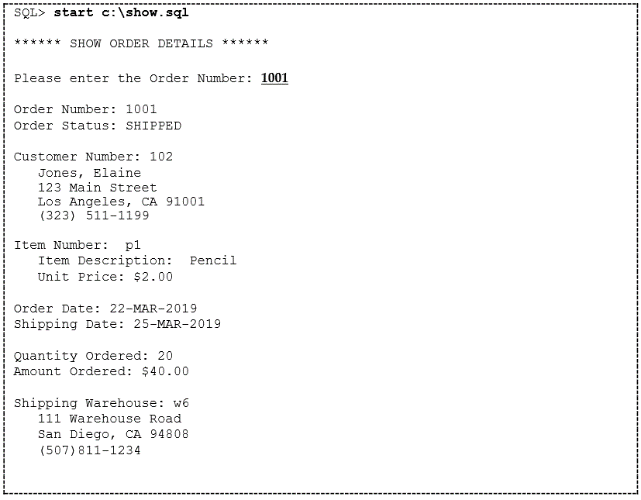 SQL> start c:\show.sql
****** SHOW ORDER DETAILS ******
Please enter the Order Number: 1001
Order Number: 1001
Order Status: SHIPPED
Customer Number: 102
Jones, Elaine
123 Main Street
Los Angeles, CA 91001
(323) 511-1199
Item Number:  p1
Item Description:  Pencil
Unit Price: $2.00
Order Date: 22-MAR-2019
Shipping Date: 25-MAR-2019
Quantity Ordered: 20
Amount Ordered: $40.00
Shipping Warehouse: w6
111 Warehouse Road
San Diego, CA 94808
(507)811-1234